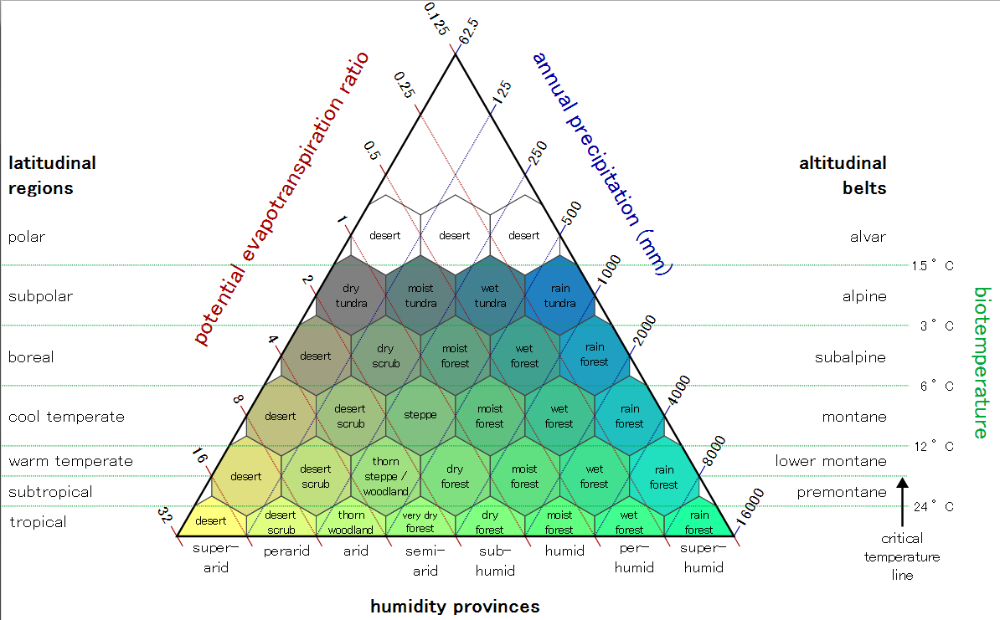 0.125
62.5
0.25
125
0.5
250
1
500
2
1000
4
2000
8
4000
16
8000
32
16000
potential evapotranspiration ratio
annual precipitation (mm)
latitudinal
regions
altitudinal
belts
polar
desert
desert
desert
alvar
1.5° C
subpolar
dry
tundra
moist
tundra
wet
tundra
rain
tundra
alpine
3° C
boreal
desert
dry
scrub
moist
forest
wet
forest
rain
forest
subalpine
6° C
cool temperate
desert
desert
scrub
steppe
moist
forest
wet
forest
rain
forest
montane
12° C
warm temperate
subtropical
desert
desert
scrub
thorn
steppe /
woodland
dry
forest
moist
forest
wet
forest
rain
forest
lower montane
premontane
24° C
tropical
desert
desert
scrub
thorn
woodland
very dry
forest
dry
forest
moist
forest
wet
forest
rain
forest
biotemperature
critical
temperature
line
super-
arid
perarid
arid
semi-
arid
sub-
humid
humid
per-
humid
super-
humid
humidity provinces